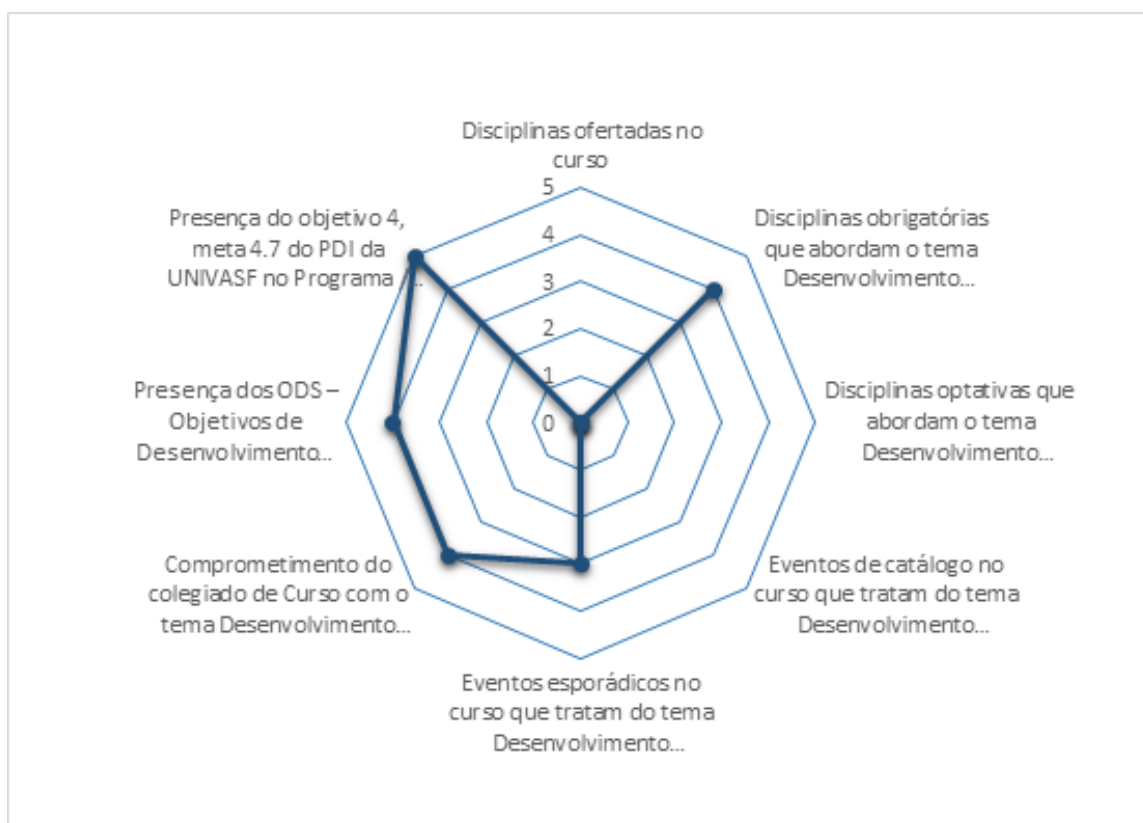 Disciplinas ofertadas no
curso
5
4
3
2
1
0
Disciplinas obrigatórias
que abordam o tema
Desenvolvimento...
Disciplinas optativas que
abordam o tema
Desenvolvimento...
Eventos de catálogo no
curso que tratam do tema
Desenvolvimento...
Eventos esporádicos no
curso que tratam do tema
Desenvolvimento...
Comprometimento do
colegiado de Curso com o
tema Desenvolvimento...
Presença dos ODS –
Objetivos de
Desenvolvimento...
Presença do objetivo 4,
meta 4.7 do PDI da
UNIVASF no Programa /...